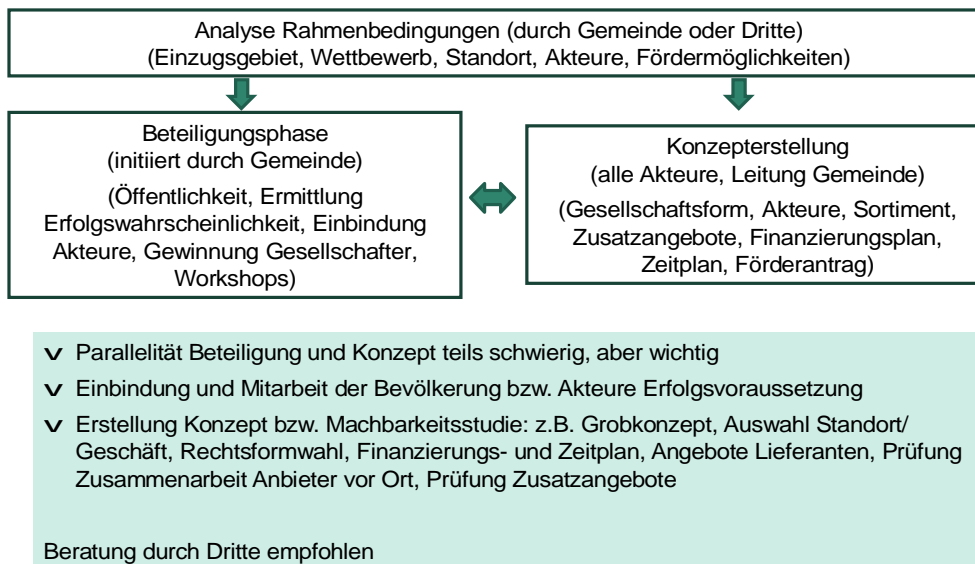 Analyse Rahmenbedingungen (durch Gemeinde oder Dritte)
(Einzugsgebiet, Wettbewerb, Standort, Akteure, Fördermöglichkeiten)
Beteiligungsphase
(initiiert durch Gemeinde)
(Öffentlichkeit, Ermittlung
Erfolgswahrscheinlichkeit, Einbindung
Akteure, Gewinnung Gesellschafter,
Workshops)
Konzepterstellung
(alle Akteure, Leitung Gemeinde)
(Gesellschaftsform, Akteure, Sortiment,
Zusatzangebote, Finanzierungsplan,
Zeitplan, Förderantrag)
v Parallelität Beteiligung und Konzept teils schwierig, aber wichtig
v Einbindung und Mitarbeit der Bevölkerung bzw. Akteure Erfolgsvoraussetzung
v Erstellung Konzept bzw. Machbarkeitsstudie: z.B. Grobkonzept, Auswahl Standort/
Geschäft, Rechtsformwahl, Finanzierungs- und Zeitplan, Angebote Lieferanten, Prüfung
Zusammenarbeit Anbieter vor Ort, Prüfung Zusatzangebote
Beratung durch Dritte empfohlen